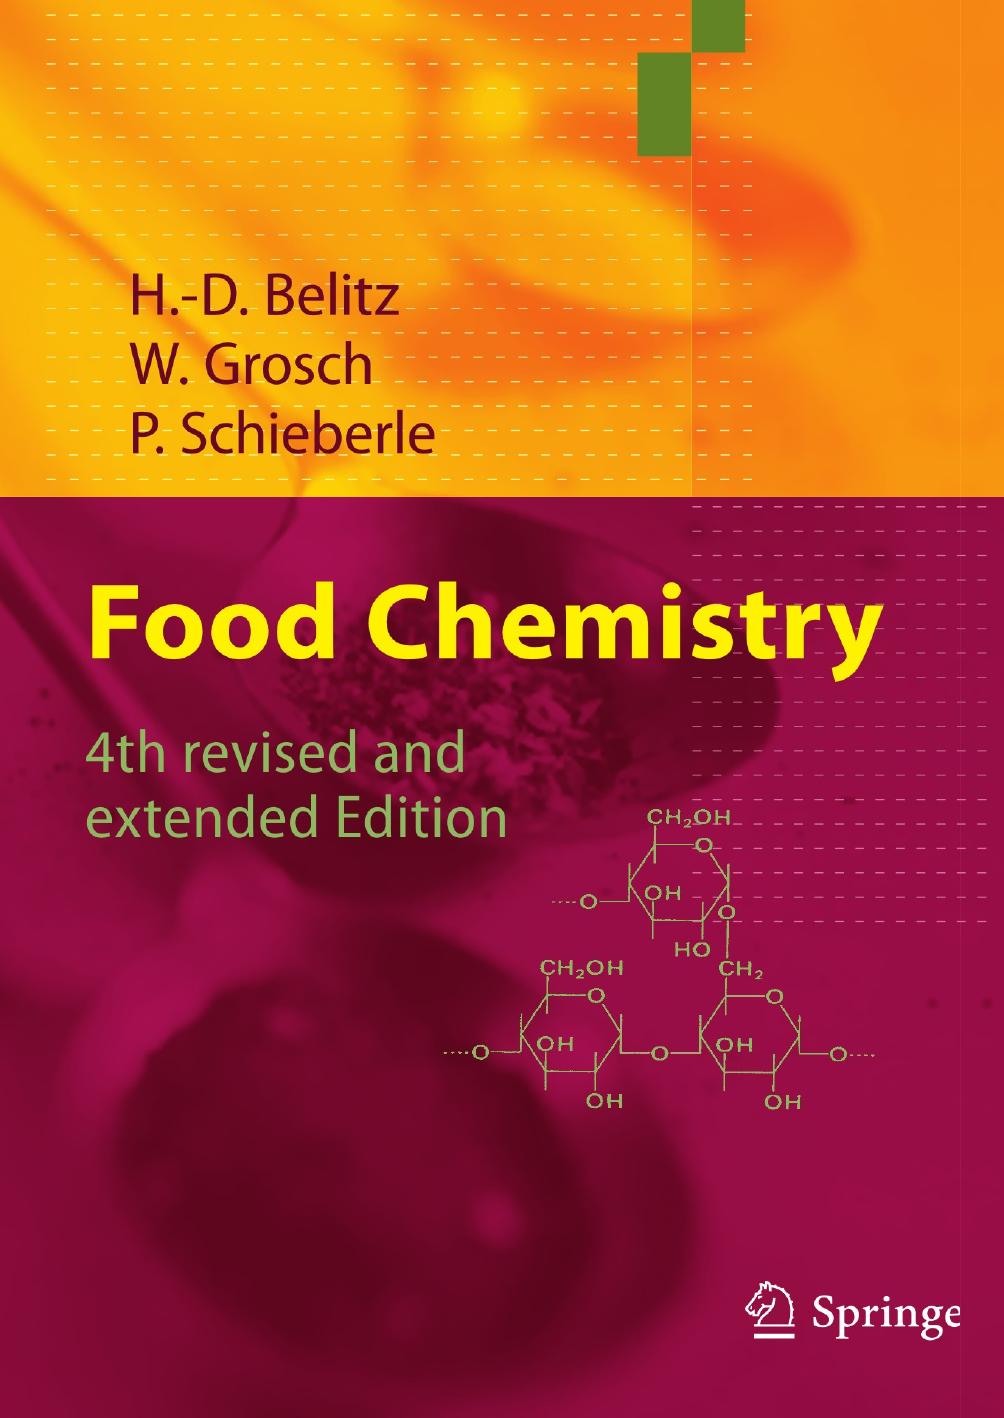 H.-D. Belitz
W. Grosch
P. Schieberle
Food Chemistry
4th revised and
extended Edition
CH₂OH
O
OH
O
O
HO
CH₂OH
CH₂
O
O
OH
OH
O
O
O
OH
OH
Springe